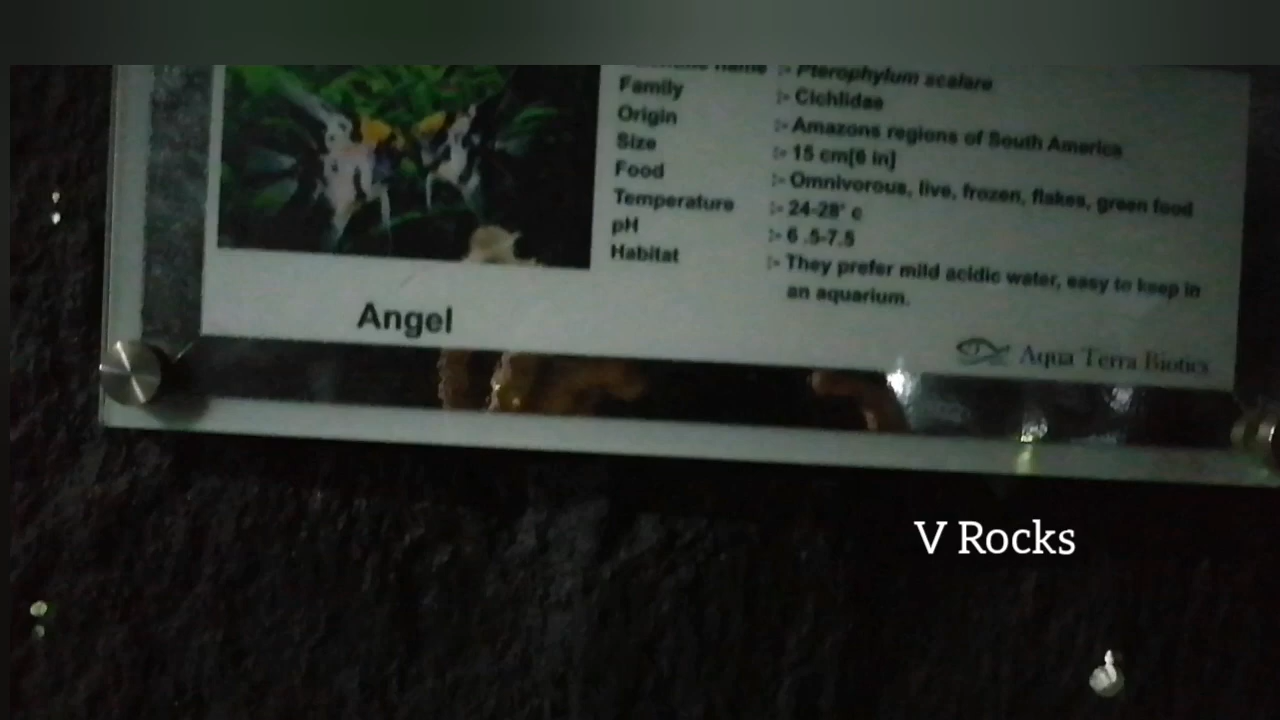 name :- Pterophylum scalare
Family :- Cichlidae
Origin :- Amazons regions of South America
Size :- 15 cm[6 in]
Food :- Omnivorous, live, frozen, flakes, green food
Temperature :- 24-28° c
pH :- 6 .5-7.5
Habitat :- They prefer mild acidic water, easy to keep in
an aquarium.
Angel
Aqua Terra Biotics
V Rocks